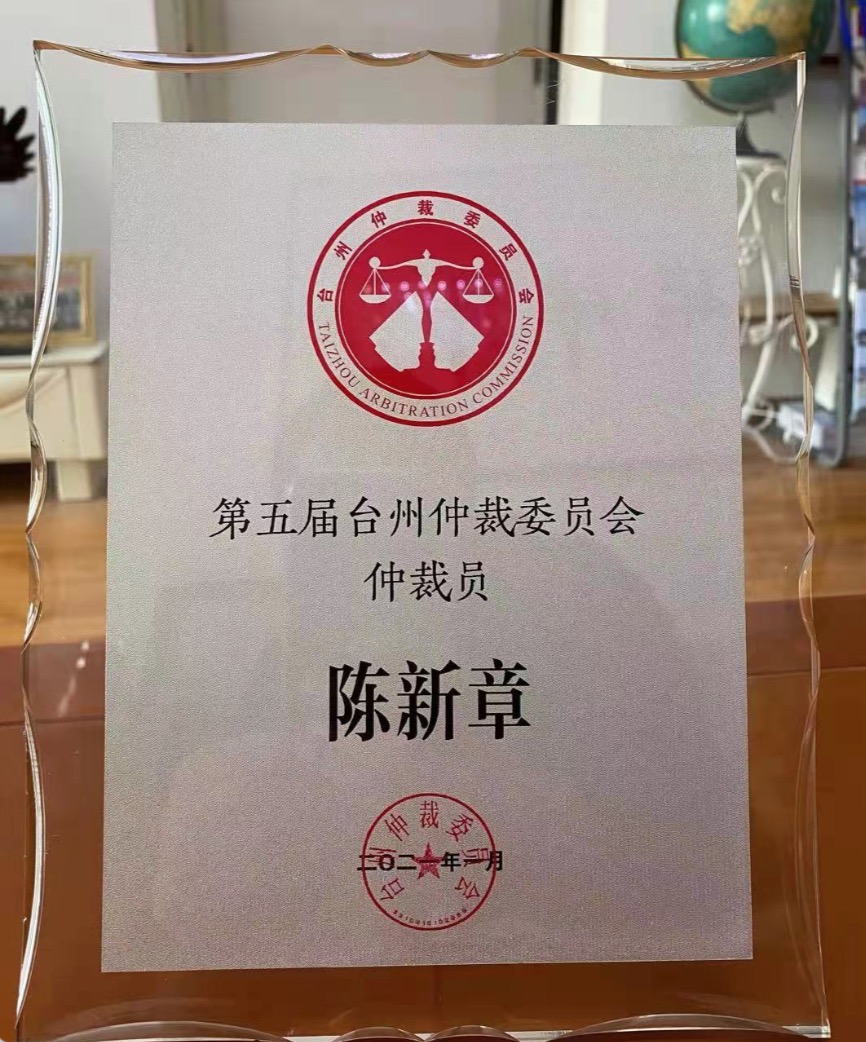 台州仲裁委员会
TAIZHOU ARBITRATION COMMISSION
第五届台州仲裁委员会
仲裁员
陈新章
台州仲裁委员会
二〇二一年一月